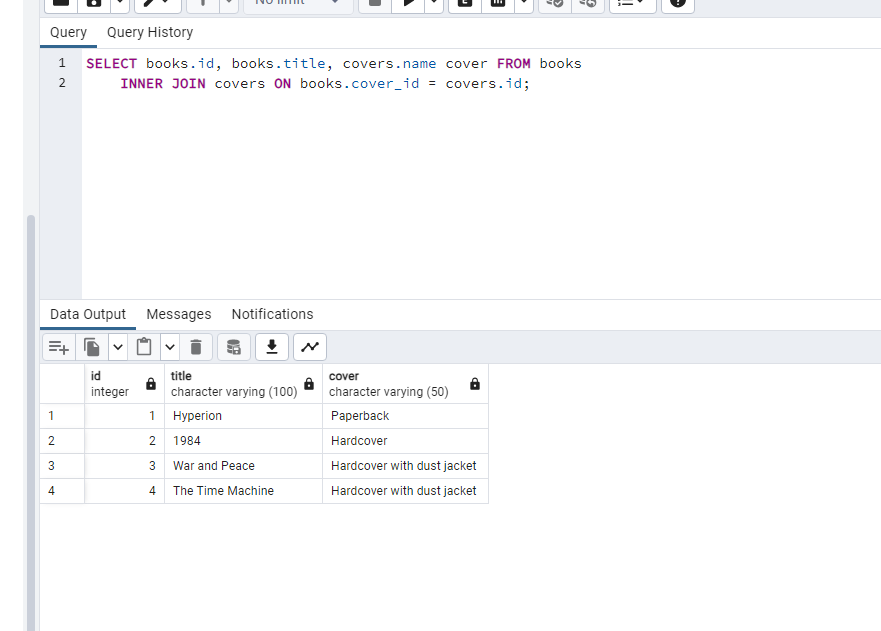 No limit
Query Query History
1 SELECT books.id, books.title, covers.name cover FROM books
2 INNER JOIN covers ON books.cover_id = covers.id;
Data Output Messages Notifications
id title cover
integer character varying (100) character varying (50)
1 1 Hyperion Paperback
2 2 1984 Hardcover
3 3 War and Peace Hardcover with dust jacket
4 4 The Time Machine Hardcover with dust jacket